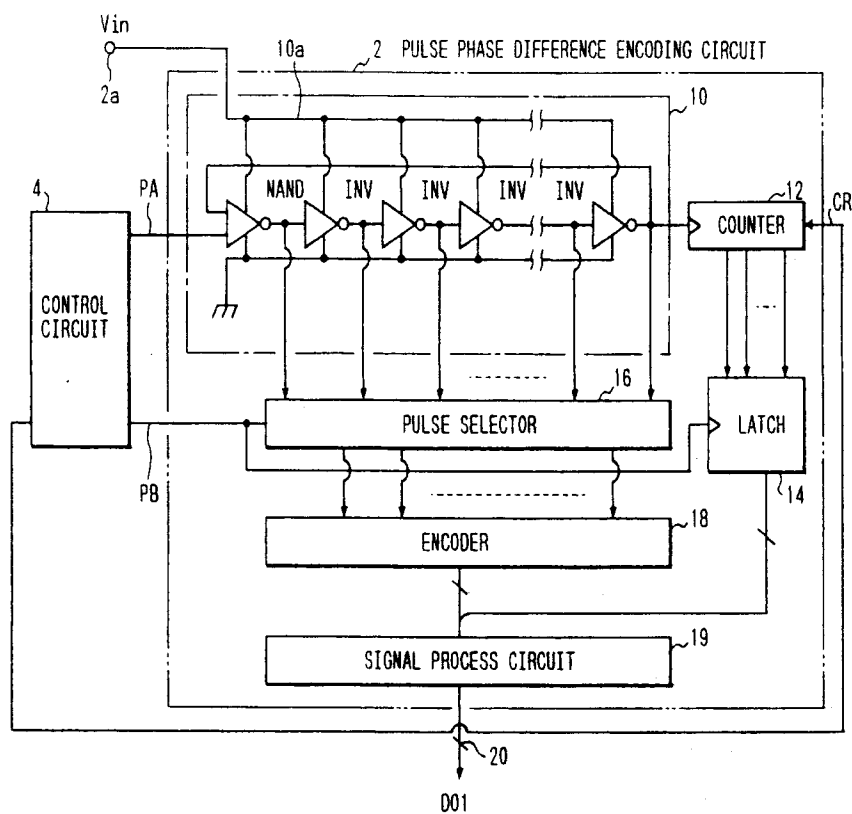 Vin
2a
10a
2 PULSE PHASE DIFFERENCE ENCODING CIRCUIT
10
4
PA
NAND INV INV INV INV
12
CR
COUNTER
CONTROL
CIRCUIT
16
PULSE SELECTOR
LATCH
PB
14
18
ENCODER
19
SIGNAL PROCESS CIRCUIT
20
D01